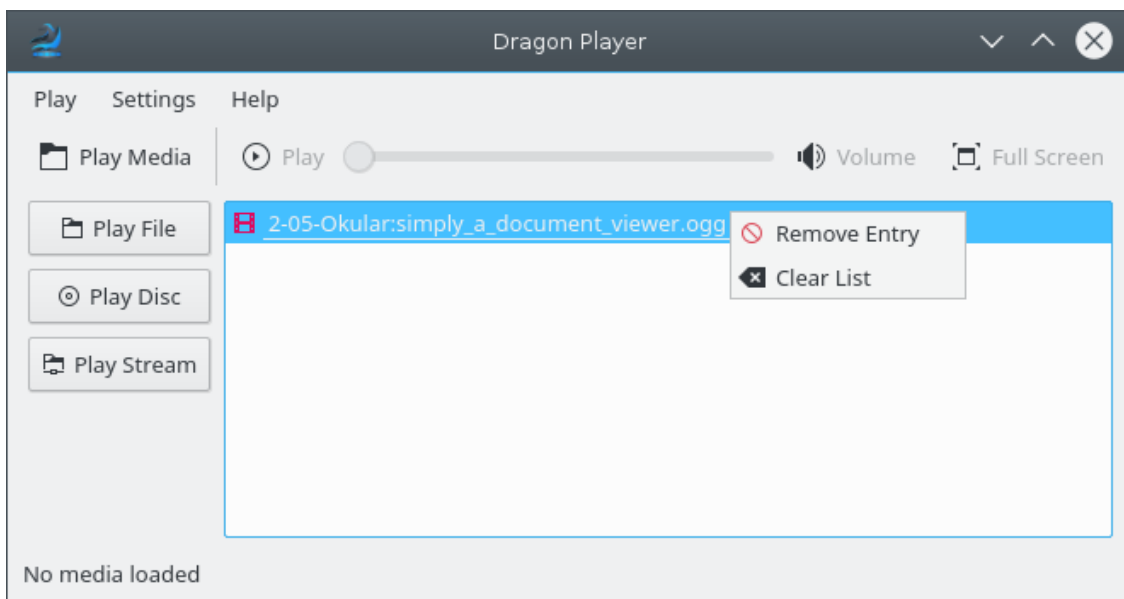 Dragon Player
Play Settings Help
Play Media Play Volume Full Screen
Play File
Play Disc
Play Stream
2-05-Okular:simply_a_document_viewer.ogg
Remove Entry
Clear List
No media loaded